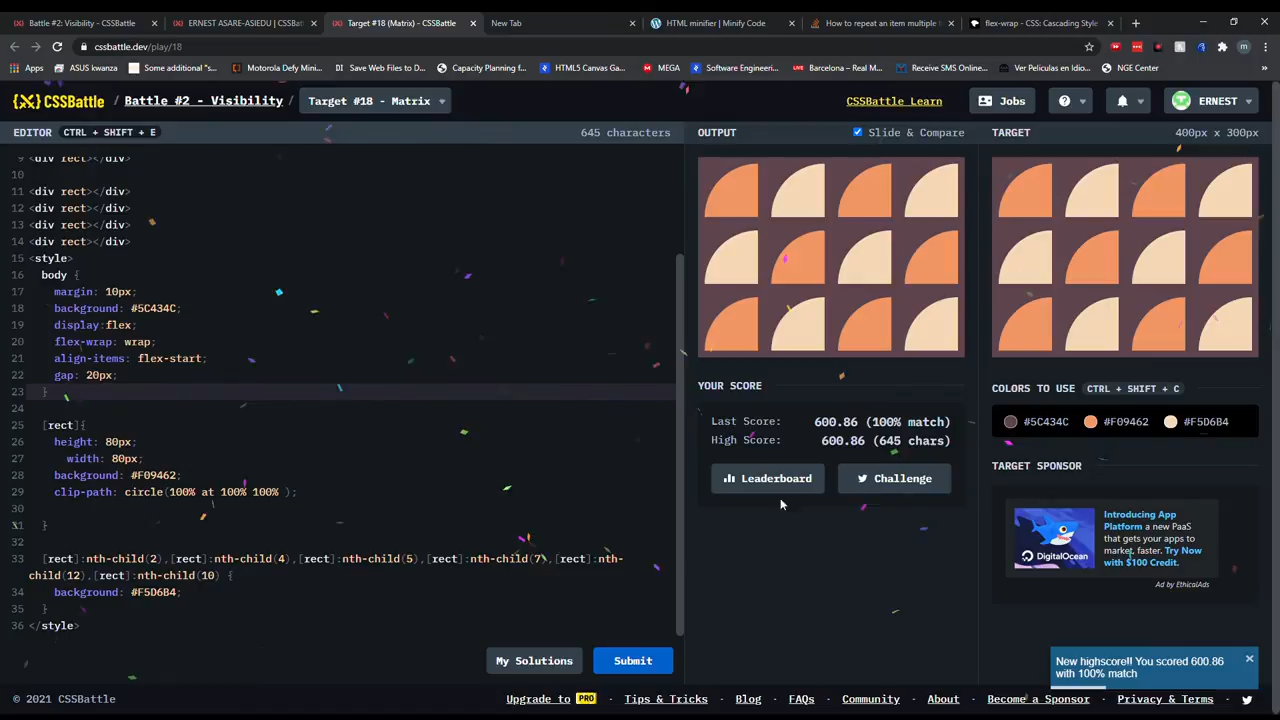 Battle #2: Visibility - CSSBattle
ERNEST ASARE-ASIEDU | CSSBatt
Target #18 (Matrix) - CSSBattle
New Tab
HTML minifier | Minify Code
How to repeat an item multiple t
flex-wrap - CSS: Cascading Style
cssbattle.dev/play/18
m
Apps
ASUS kwanza
Some additional "s...
Motorola Defy Mini...
Save Web Files to D...
Capacity Planning f...
HTML5 Canvas Ga...
MEGA
Software Engineeri...
Barcelona – Real M...
Receive SMS Online...
Ver Películas en Idio...
NGE Center
CSSBattle / Battle #2 - Visibility / Target #18 - Matrix
CSSBattle Learn
Jobs
ERNEST
EDITOR CTRL + SHIFT + E 645 characters
OUTPUT Slide & Compare
TARGET 400px x 300px
9 <div rect></div>
10
11 <div rect></div>
12 <div rect></div>
13 <div rect></div>
14 <div rect></div>
15 <style>
16 body {
17 margin: 10px;
18 background: #5C434C;
19 display:flex;
20 flex-wrap: wrap;
21 align-items: flex-start;
22 gap: 20px;
23 }
24
25 [rect]{
26 height: 80px;
27 width: 80px;
28 background: #F09462;
29 clip-path: circle(100% at 100% 100% );
30
31 }
32
33 [rect]:nth-child(2),[rect]:nth-child(4),[rect]:nth-child(5),[rect]:nth-child(7),[rect]:nth-
child(12),[rect]:nth-child(10) {
34 background: #F5D6B4;
35 }
36 </style>
My Solutions
Submit
YOUR SCORE
Last Score: 600.86 (100% match)
High Score: 600.86 (645 chars)
Leaderboard
Challenge
COLORS TO USE CTRL + SHIFT + C
#5C434C #F09462 #F5D6B4
TARGET SPONSOR
DigitalOcean
Introducing App
Platform a new PaaS
that gets your apps to
market, faster. Try Now
with $100 Credit.
Ad by EthicalAds
New highscore!! You scored 600.86
with 100% match
© 2021 CSSBattle
Upgrade to PRO · Tips & Tricks · Blog · FAQs · Community · About · Become a Sponsor · Privacy & Terms ·